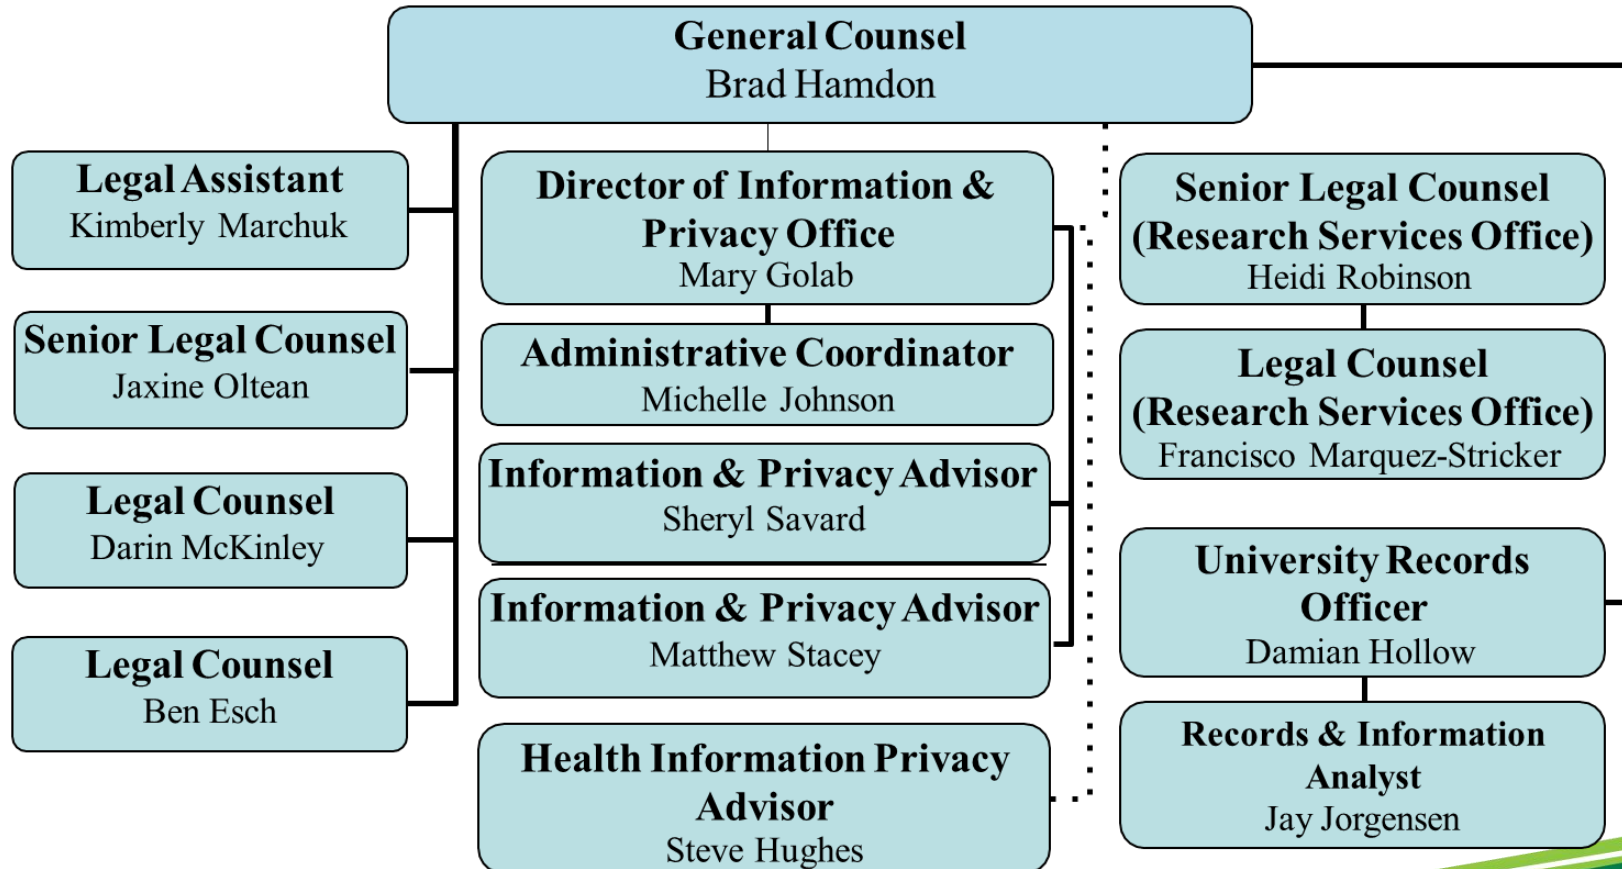 General Counsel
Brad Hamdon
Legal Assistant
Kimberly Marchuk
Senior Legal Counsel
Jaxine Oltean
Legal Counsel
Darin McKinley
Legal Counsel
Ben Esch
Director of Information &
Privacy Office
Mary Golab
Administrative Coordinator
Michelle Johnson
Information & Privacy Advisor
Sheryl Savard
Information & Privacy Advisor
Matthew Stacey
Health Information Privacy
Advisor
Steve Hughes
Senior Legal Counsel
(Research Services Office)
Heidi Robinson
Legal Counsel
(Research Services Office)
Francisco Marquez-Stricker
University Records
Officer
Damian Hollow
Records & Information
Analyst
Jay Jorgensen